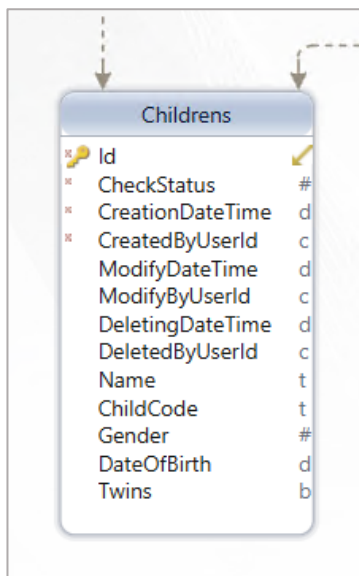 Childrens
Id
CheckStatus #
CreationDateTime d
CreatedByUserId c
ModifyDateTime d
ModifyByUserId c
DeletingDateTime d
DeletedByUserId c
Name t
ChildCode t
Gender #
DateOfBirth d
Twins b